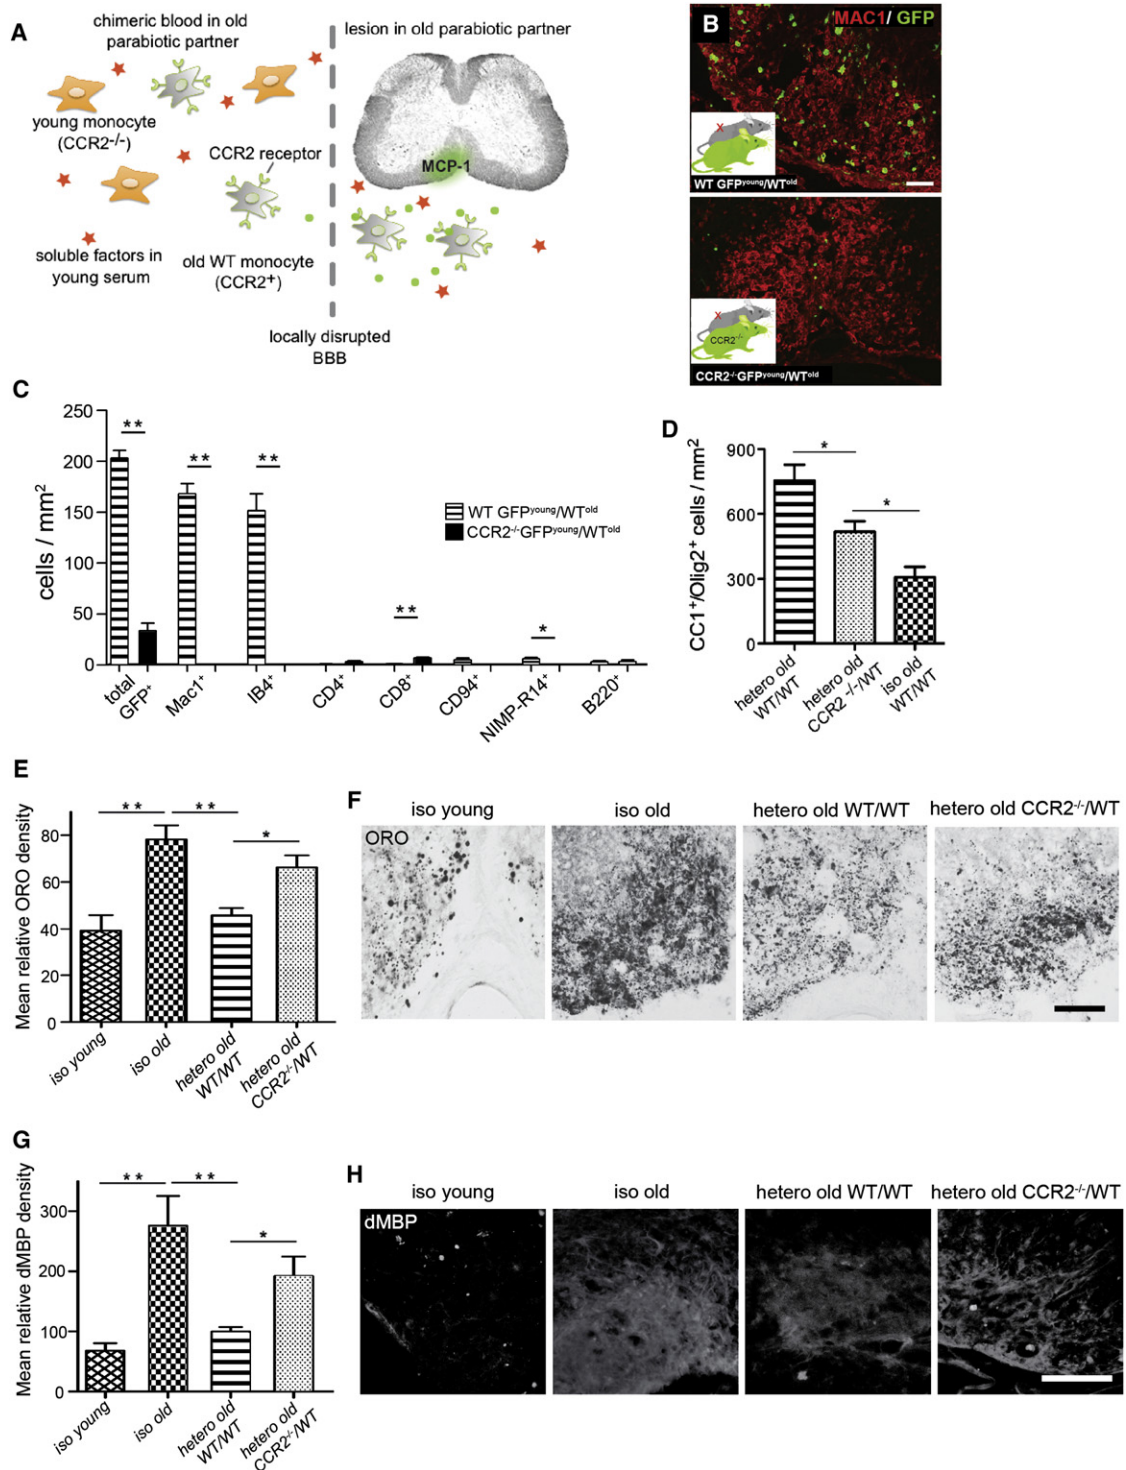 A
chimeric blood in old
parabiotic partner
lesion in old parabiotic partner
young monocyte
(CCR2-/-)
CCR2 receptor
MCP-1
soluble factors in
young serum
old WT monocyte
(CCR2+)
locally disrupted
BBB
B
MAC1/ GFP
X
WT GFPyoung/WTold
X
CCR2-/-
CCR2-/-GFPyoung/WTold
C
cells / mm2
250
200
150
100
50
0
**
**
**
**
*
WT GFPyoung/WTold
CCR2-/-GFPyoung/WTold
total
GFP+
Mac1+
IB4+
CD4+
CD8+
CD94+
NIMP-R14+
B220+
D
CC1+/Olig2+ cells / mm2
900
600
300
0
*
*
hetero old
WT/WT
hetero old
CCR2 -/-/WT
iso old
WT/WT
E
Mean relative ORO density
80
60
40
20
0
**
**
*
iso young
iso old
hetero old
WT/WT
hetero old
CCR2-/-/WT
F
iso young
iso old
hetero old WT/WT
hetero old CCR2-/-/WT
ORO
G
Mean relative dMBP density
300
200
100
0
**
**
*
iso young
iso old
hetero old
WT/WT
hetero old
CCR2-/-/WT
H
iso young
iso old
hetero old WT/WT
hetero old CCR2-/-/WT
dMBP